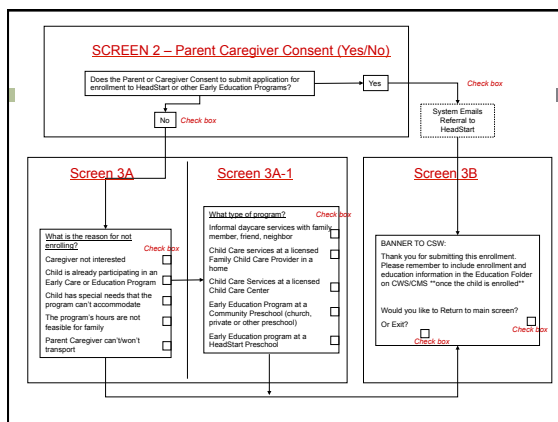 SCREEN 2 – Parent Caregiver Consent (Yes/No)
Does the Parent or Caregiver Consent to submit application for
enrollment to HeadStart or other Early Education Programs?
Yes
Check box
No
Check box
System Emails
Referral to
HeadStart
Screen 3A
What is the reason for not
enrolling?
Check box
Caregiver not interested
Child is already participating in an
Early Care or Education Program
Child has special needs that the
program can't accommodate
The program's hours are not
feasible for family
Parent Caregiver can't/won't
transport
Screen 3A-1
What type of program?
Check box
Informal daycare services with family
member, friend, neighbor
Child Care services at a licensed
Family Child Care Provider in a
home
Child Care Services at a licensed
Child Care Center
Early Education Program at a
Community Preschool (church,
private or other preschool)
Early Education program at a
HeadStart Preschool
Screen 3B
BANNER TO CSW:
Thank you for submitting this enrollment.
Please remember to include enrollment and
education information in the Education Folder
on CWS/CMS **once the child is enrolled**
Would you like to Return to main screen?
Check box
Or Exit?
Check box